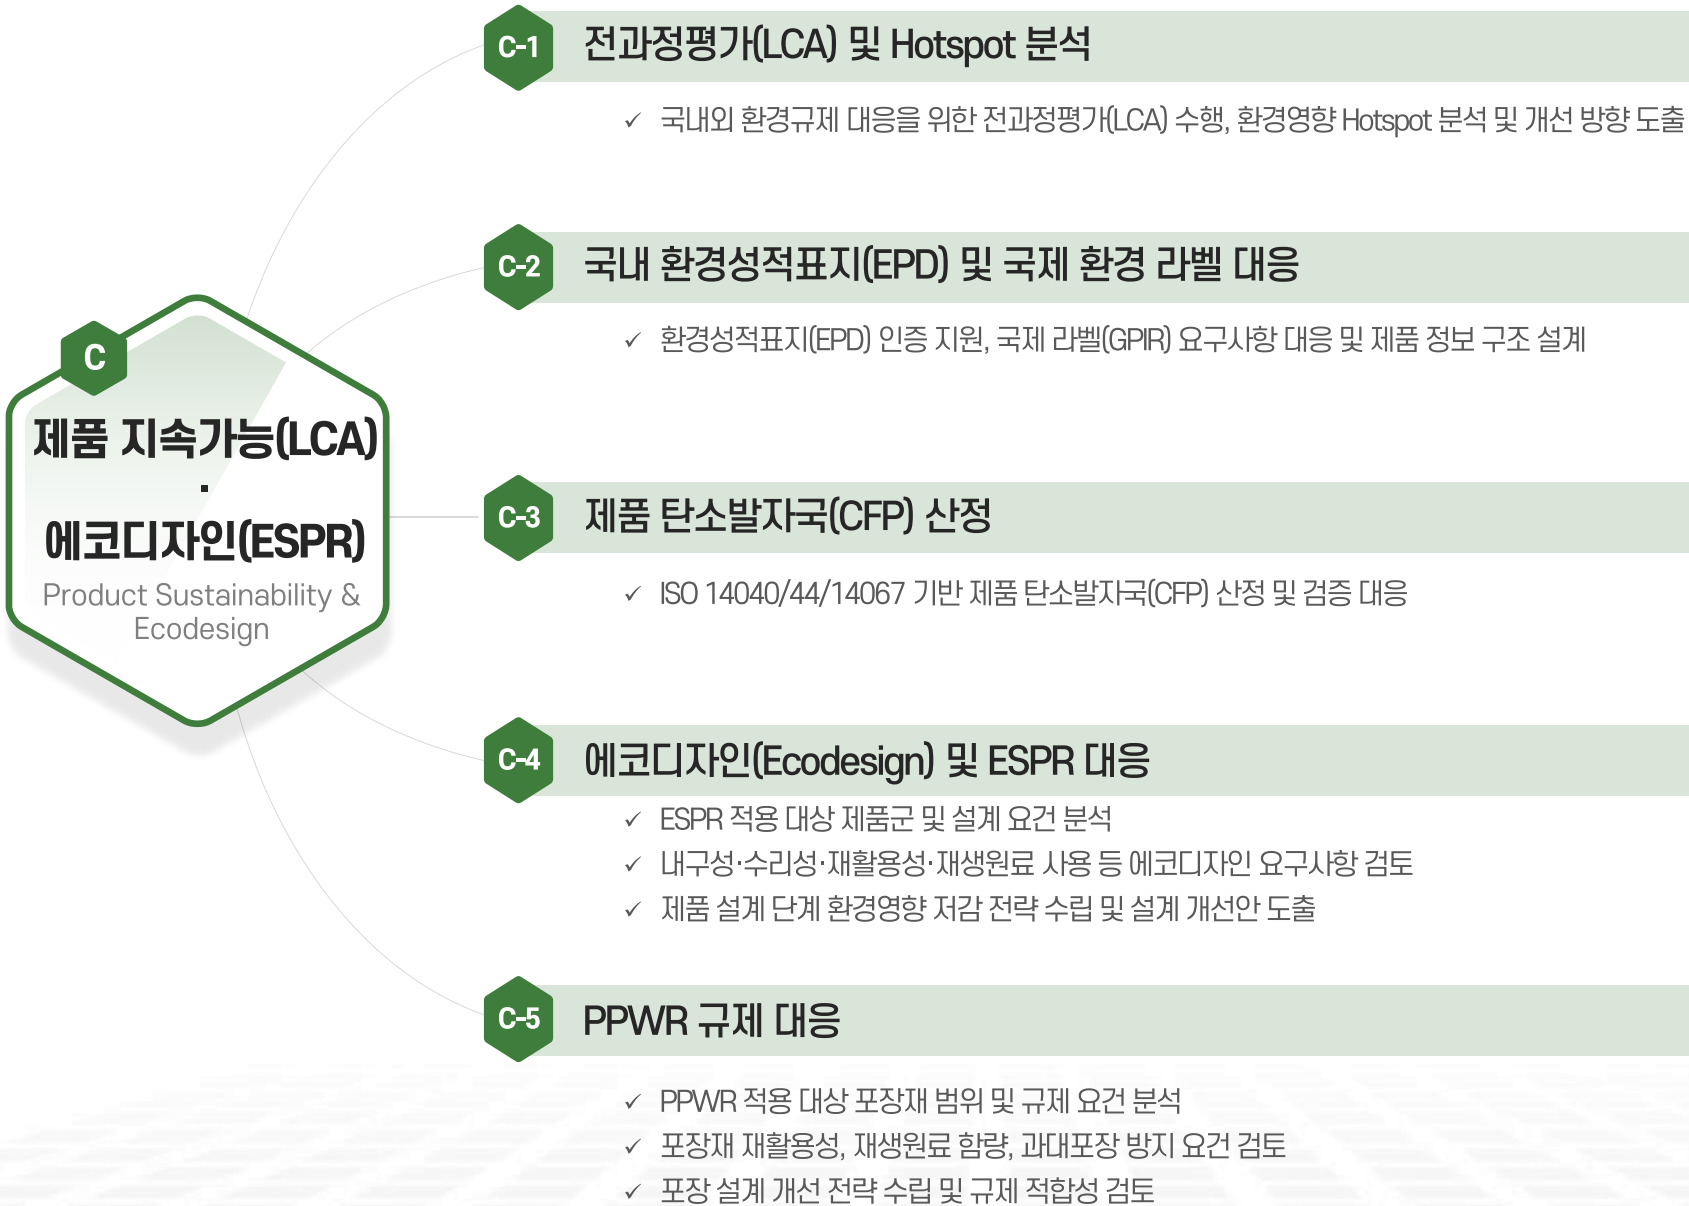 C
제품 지속가능(LCA)
·
에코디자인(ESPR)
Product Sustainability &
Ecodesign
C-1
전과정평가(LCA) 및 Hotspot 분석
✓ 국내외 환경규제 대응을 위한 전과정평가(LCA) 수행, 환경영향 Hotspot 분석 및 개선 방향 도출
C-2
국내 환경성적표지(EPD) 및 국제 환경 라벨 대응
✓ 환경성적표지(EPD) 인증 지원, 국제 라벨(GPIR) 요구사항 대응 및 제품 정보 구조 설계
C-3
제품 탄소발자국(CFP) 산정
✓ ISO 14040/44/14067 기반 제품 탄소발자국(CFP) 산정 및 검증 대응
C-4
에코디자인(Ecodesign) 및 ESPR 대응
✓ ESPR 적용 대상 제품군 및 설계 요건 분석
✓ 내구성·수리성·재활용성·재생원료 사용 등 에코디자인 요구사항 검토
✓ 제품 설계 단계 환경영향 저감 전략 수립 및 설계 개선안 도출
C-5
PPWR 규제 대응
✓ PPWR 적용 대상 포장재 범위 및 규제 요건 분석
✓ 포장재 재활용성, 재생원료 함량, 과대포장 방지 요건 검토
✓ 포장 설계 개선 전략 수립 및 규제 적합성 검토